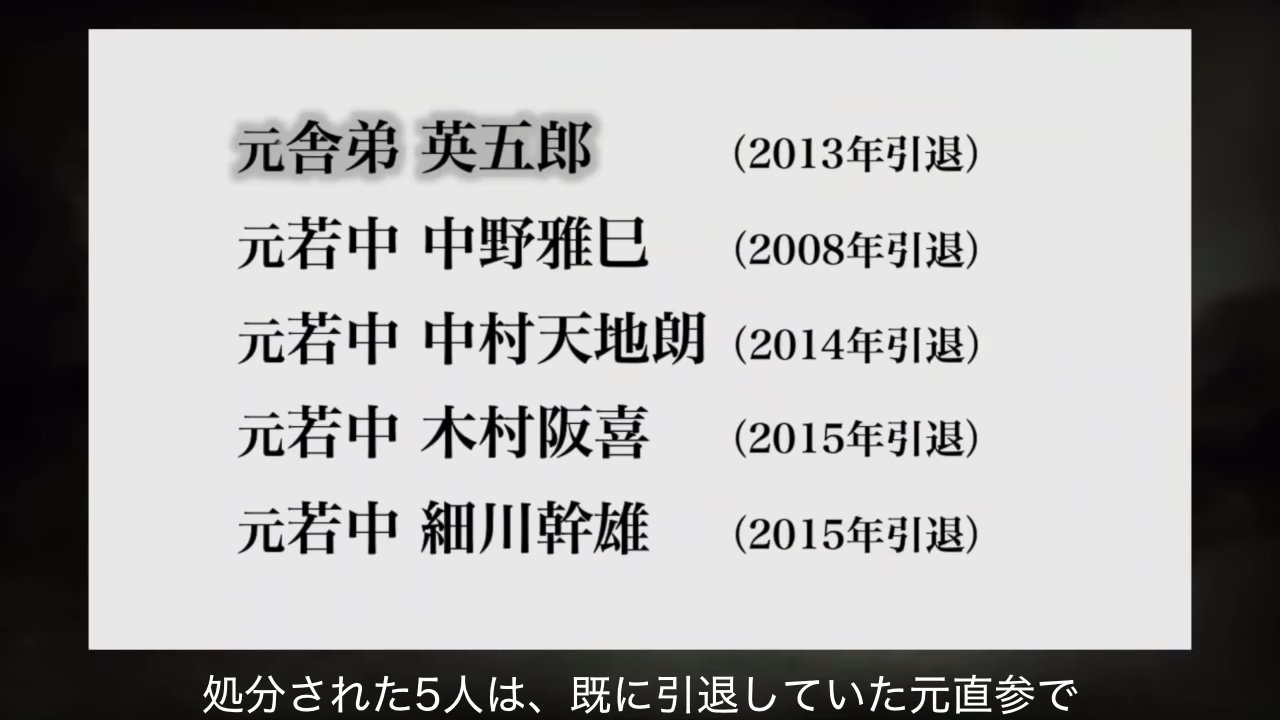 元舎弟 英五郎 （2013年引退）
元若中 中野雅巳 （2008年引退）
元若中 中村天地朗 （2014年引退）
元若中 木村阪喜 （2015年引退）
元若中 細川幹雄 （2015年引退）
処分された5人は、既に引退していた元直参で